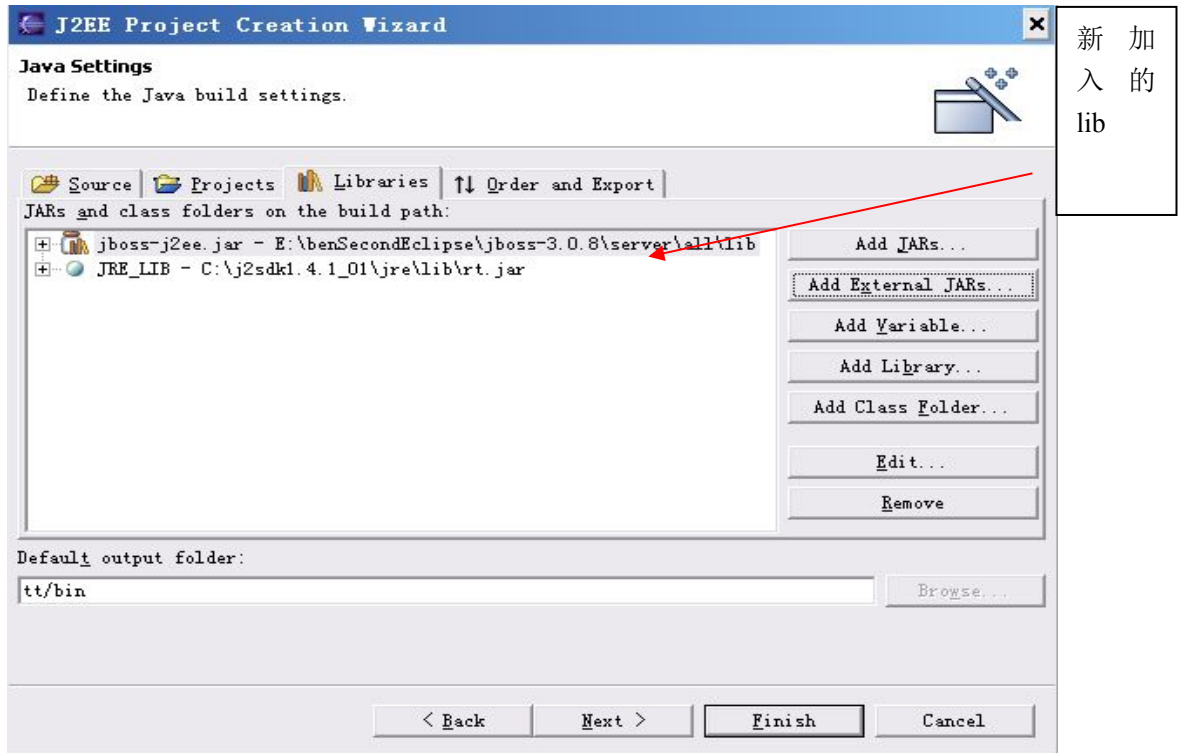 J2EE Project Creation Wizard
Java Settings
Define the Java build settings.
Source Projects Libraries Order and Export
JARs and class folders on the build path:
jboss-j2ee.jar - E:\benSecondEclipse\jboss-3.0.8\server\all\lib
JRE_LIB - C:\j2sdk1.4.1_01\jre\lib\rt.jar
Add JARs...
Add External JARs...
Add Variable...
Add Library...
Add Class Folder...
Edit...
Remove
Default output folder:
tt/bin
Browse...
< Back Next > Finish Cancel
新 加
入 的
lib